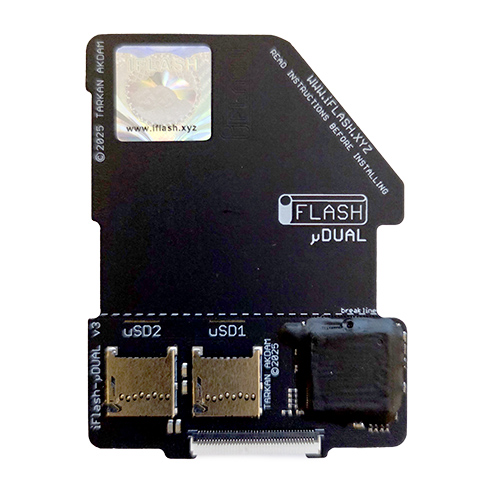 ©2025 TARKAN AKDAM
iFLASH
www.iflash.xyz
WWW.iFLASH.XYZ
READ INSTRUCTIONS BEFORE INSTALLING
iFLASH
µDUAL
breakline
iFlash-µDUAL v3
uSD2
uSD1
TARKAN AKDAM
©2025